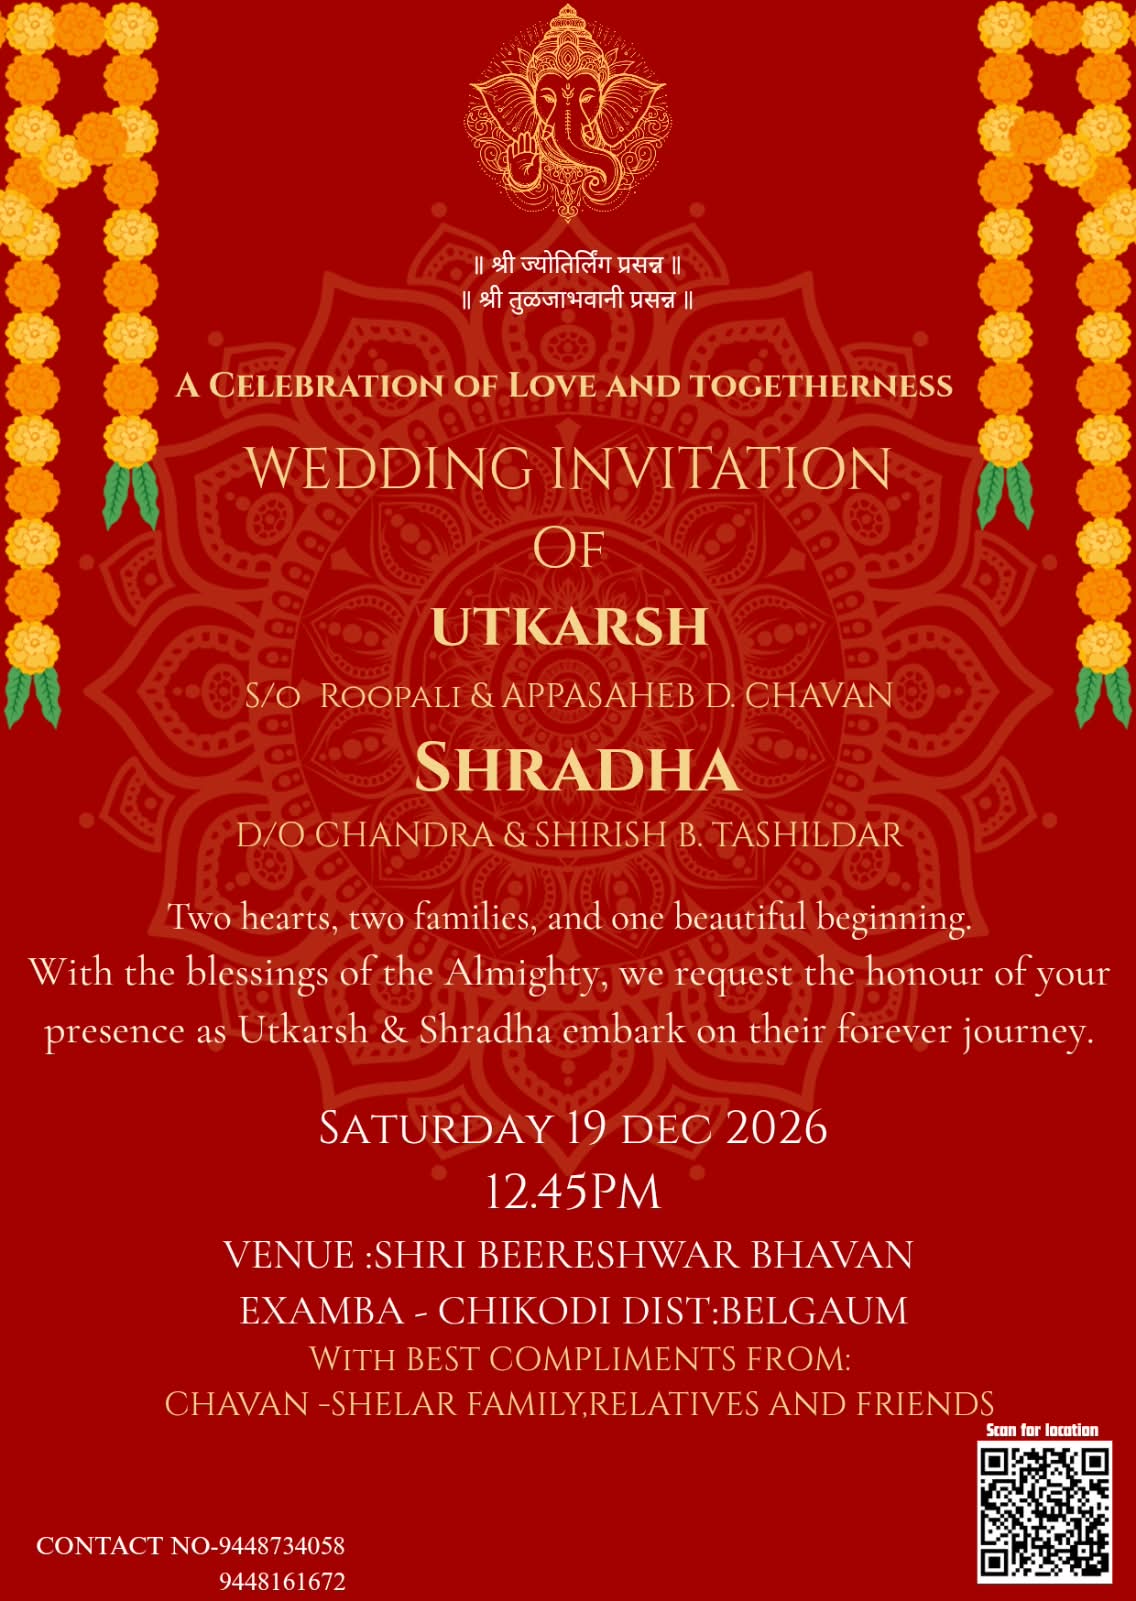 ॥ श्री ज्योतिर्लिंग प्रसन्न ॥
॥ श्री तुळजाभवानी प्रसन्न ॥
A CELEBRATION OF LOVE AND TOGETHERNESS
WEDDING INVITATION
OF
UTKARSH
S/O ROOPALI & APPASAHEB D. CHAVAN
SHRADHA
D/O CHANDRA & SHIRISH B. TASHILDAR
Two hearts, two families, and one beautiful beginning.
With the blessings of the Almighty, we request the honour of your
presence as Utkarsh & Shradha embark on their forever journey.
SATURDAY 19 DEC 2026
12.45PM
VENUE :SHRI BEERESHWAR BHAVAN
EXAMBA - CHIKODI DIST:BELGAUM
WITH BEST COMPLIMENTS FROM:
CHAVAN -SHELAR FAMILY,RELATIVES AND FRIENDS
Scan for location
CONTACT NO-9448734058
9448161672